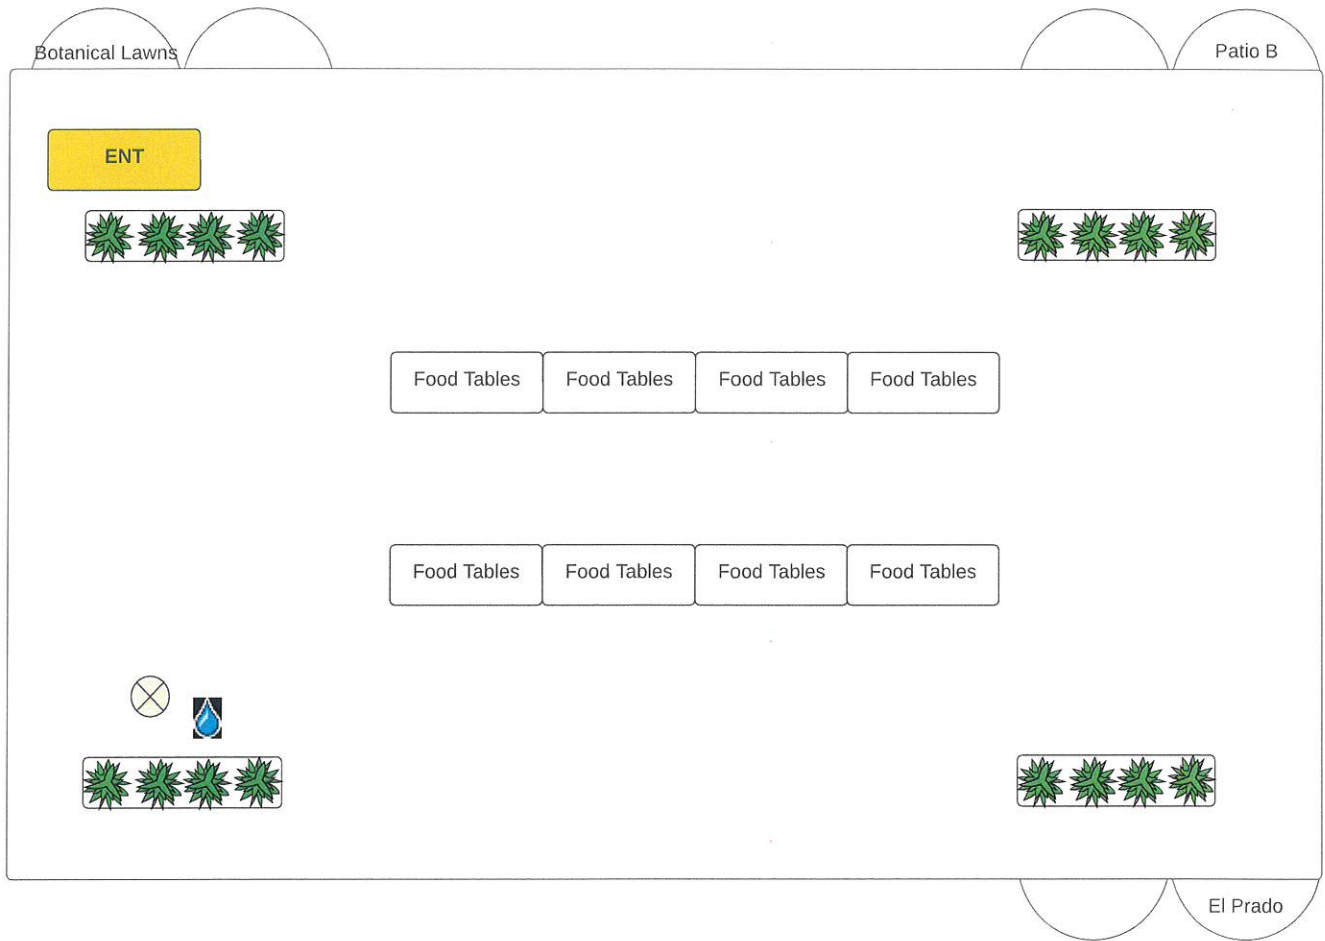 Botanical Lawns
Patio B
ENT
Food Tables Food Tables Food Tables Food Tables
Food Tables Food Tables Food Tables Food Tables
El Prado